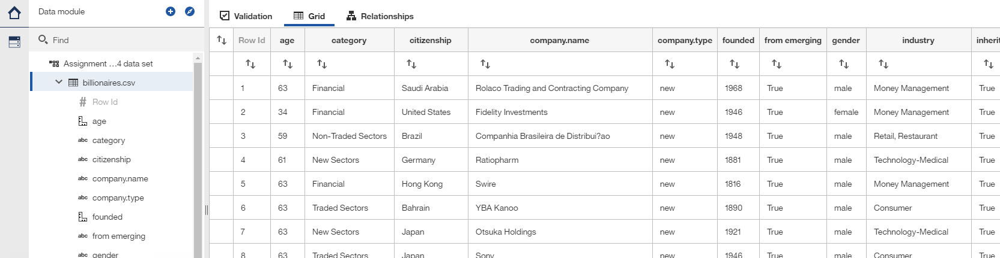 Data module
Find
Assignment ...4 data set
billionaires.csv
# Row Id
age
abc category
abc citizenship
abc company.name
abc company.type
founded
abc from emerging
abc gender
Validation Grid Relationships
Row Id age category citizenship company.name company.type founded from emerging gender industry inherit
1 63 Financial Saudi Arabia Rolaco Trading and Contracting Company new 1968 True male Money Management True
2 34 Financial United States Fidelity Investments new 1946 True female Money Management True
3 59 Non-Traded Sectors Brazil Companhia Brasileira de Distribui?ao new 1948 True male Retail, Restaurant True
4 61 New Sectors Germany Ratiopharm new 1881 True male Technology-Medical True
5 63 Financial Hong Kong Swire new 1816 True male Money Management True
6 63 Traded Sectors Bahrain YBA Kanoo new 1890 True male Consumer True
7 63 New Sectors Japan Otsuka Holdings new 1921 True male Technology-Medical True
8 63 Traded Sectors Japan Sony new 1946 True male Consumer True